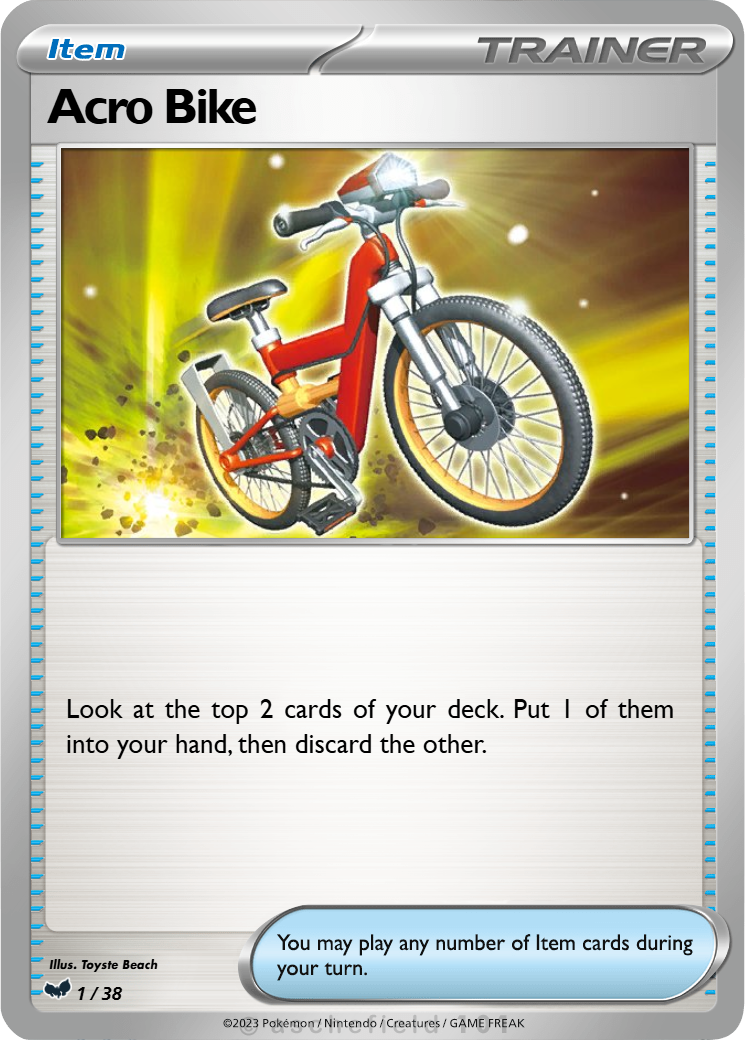 Item
TRAINER
Acro Bike
Look at the top 2 cards of your deck. Put 1 of them
into your hand, then discard the other.
You may play any number of Item cards during
your turn.
Illus. Toyste Beach
1 / 38
©2023 Pokémon / Nintendo / Creatures / GAME FREAK